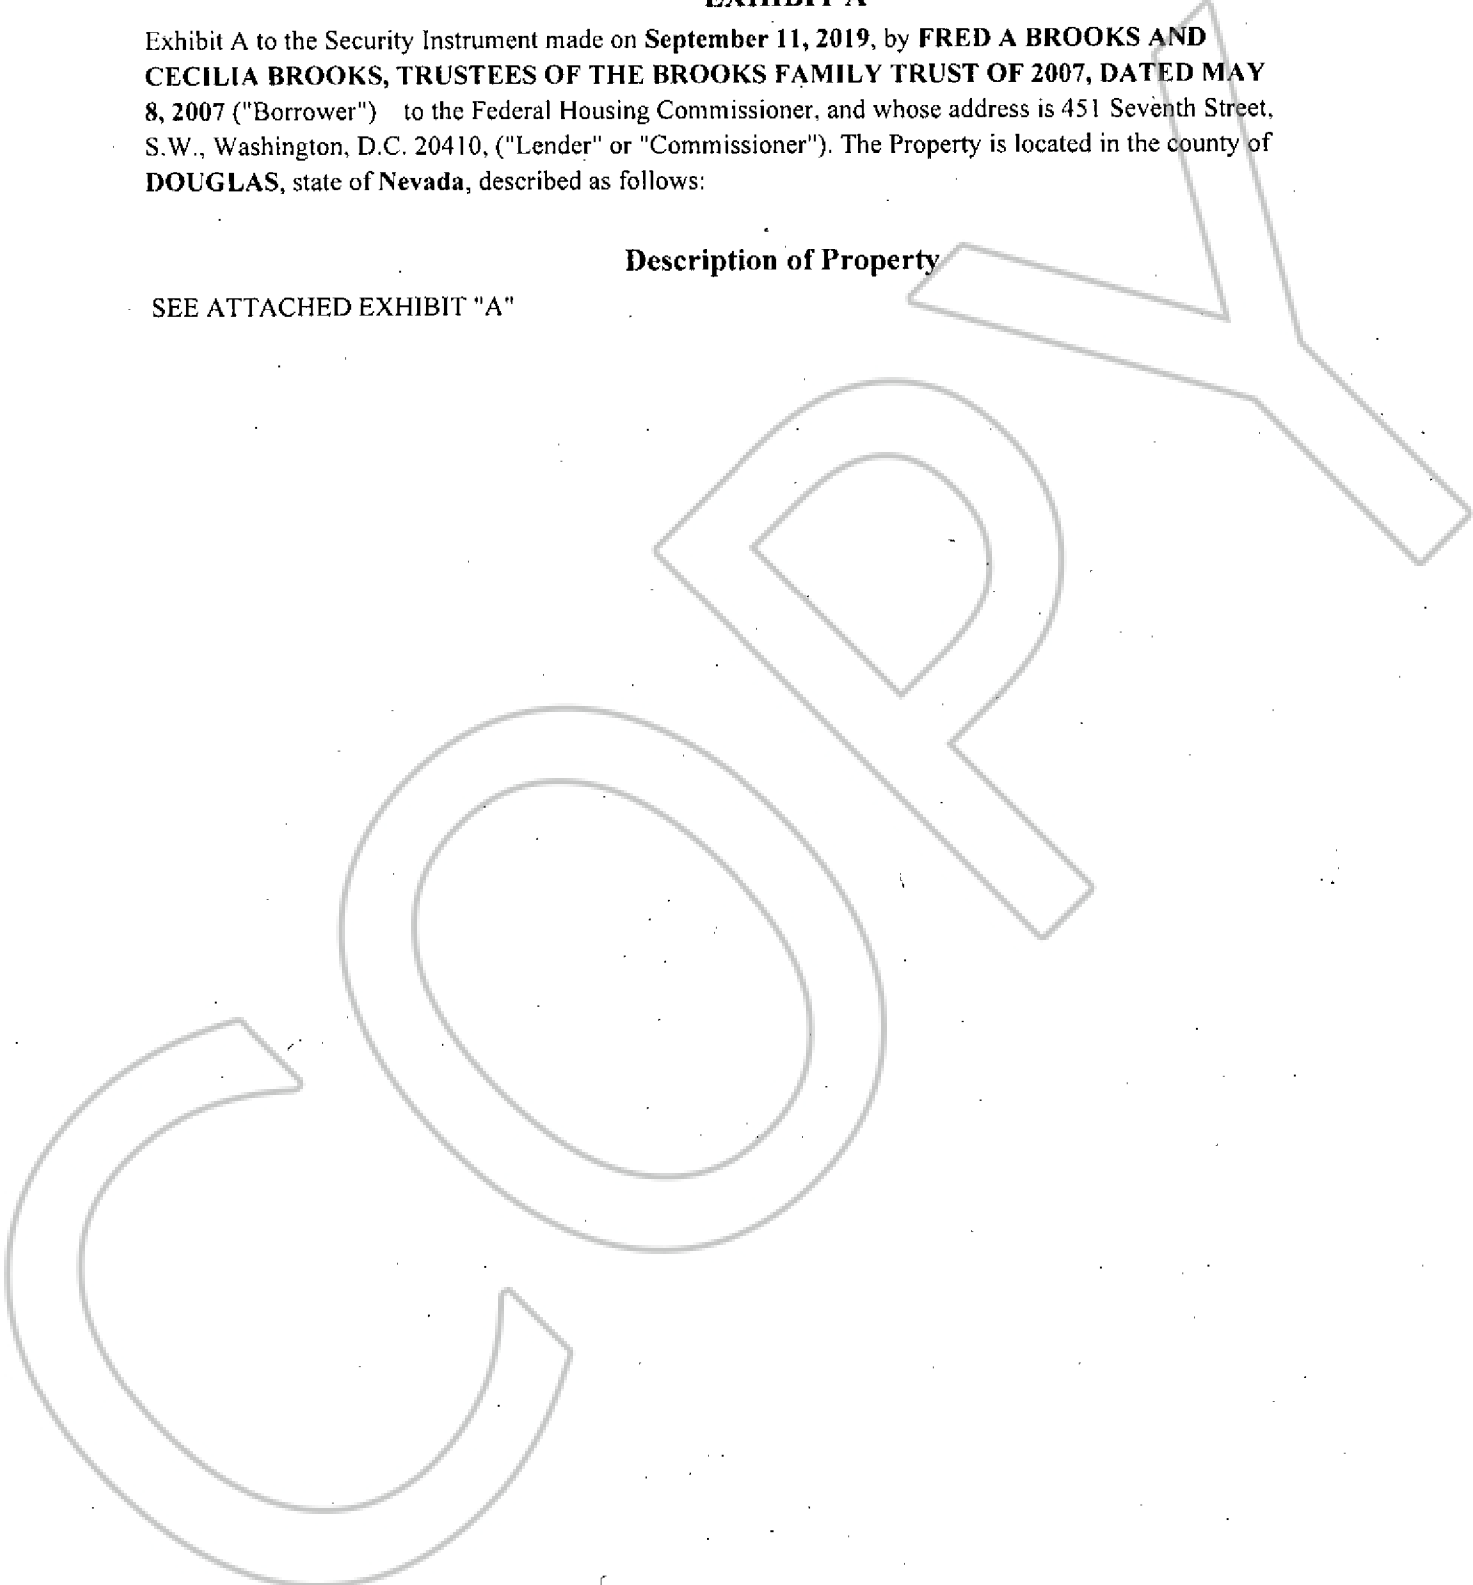 EXHIBIT A
Exhibit A to the Security Instrument made on September 11, 2019, by FRED A BROOKS AND
CECILIA BROOKS, TRUSTEES OF THE BROOKS FAMILY TRUST OF 2007, DATED MAY
8, 2007 ("Borrower") to the Federal Housing Commissioner, and whose address is 451 Seventh Street,
S.W., Washington, D.C. 20410, ("Lender" or "Commissioner"). The Property is located in the county of
DOUGLAS, state of Nevada, described as follows:
Description of Property
SEE ATTACHED EXHIBIT "A"
COPY